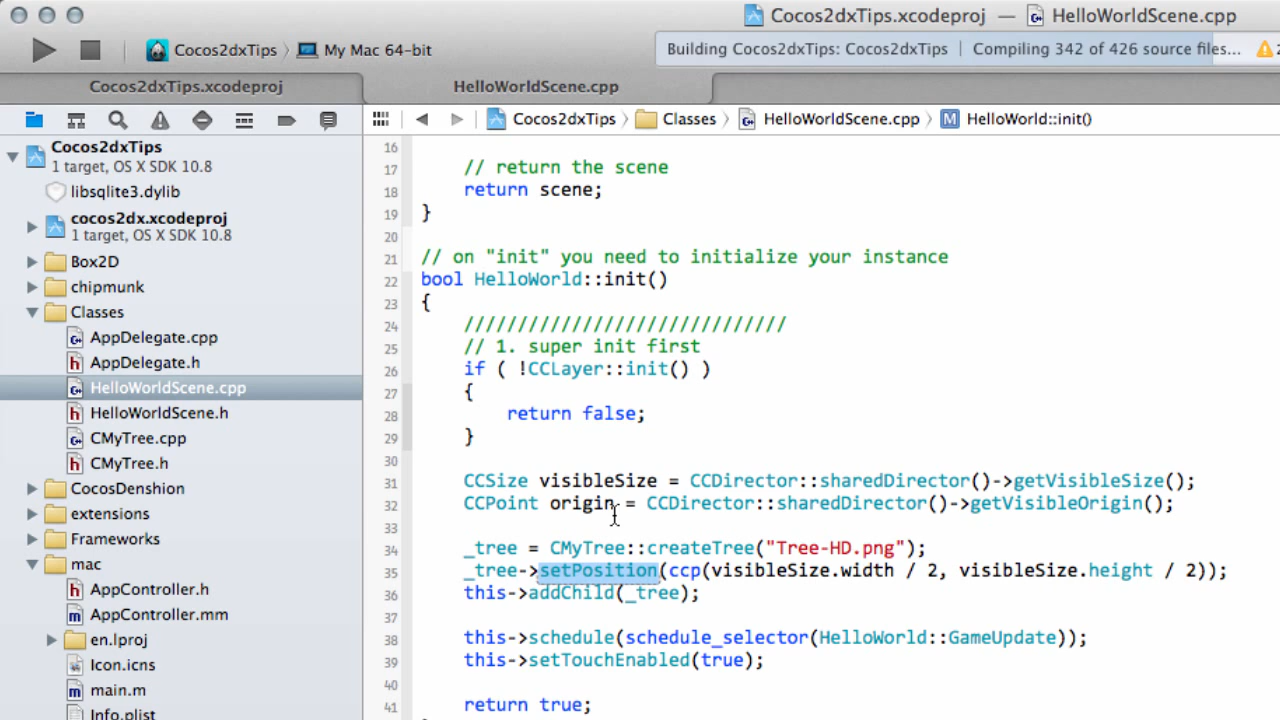 Cocos2dxTips.xcodeproj — HelloWorldScene.cpp
Cocos2dxTips My Mac 64-bit
Building Cocos2dxTips: Cocos2dxTips | Compiling 342 of 426 source files... 2
Cocos2dxTips.xcodeproj
HelloWorldScene.cpp
Cocos2dxTips Classes HelloWorldScene.cpp M HelloWorld::init()
Cocos2dxTips
1 target, OS X SDK 10.8
libsqlite3.dylib
cocos2dx.xcodeproj
1 target, OS X SDK 10.8
Box2D
chipmunk
Classes
AppDelegate.cpp
AppDelegate.h
HelloWorldScene.cpp
HelloWorldScene.h
CMyTree.cpp
CMyTree.h
CocosDenshion
extensions
Frameworks
mac
AppController.h
AppController.mm
en.lproj
Icon.icns
main.m
Info.plist
16
17 // return the scene
18 return scene;
19 }
20
21 // on "init" you need to initialize your instance
22 bool HelloWorld::init()
23 {
24 //////////////////////////////
25 // 1. super init first
26 if ( !CCLayer::init() )
27 {
28 return false;
29 }
30
31 CCSize visibleSize = CCDirector::sharedDirector()->getVisibleSize();
32 CCPoint origin = CCDirector::sharedDirector()->getVisibleOrigin();
33
34 _tree = CMyTree::createTree("Tree-HD.png");
35 _tree->setPosition(ccp(visibleSize.width / 2, visibleSize.height / 2));
36 this->addChild(_tree);
37
38 this->schedule(schedule_selector(HelloWorld::GameUpdate));
39 this->setTouchEnabled(true);
40
41 return true;